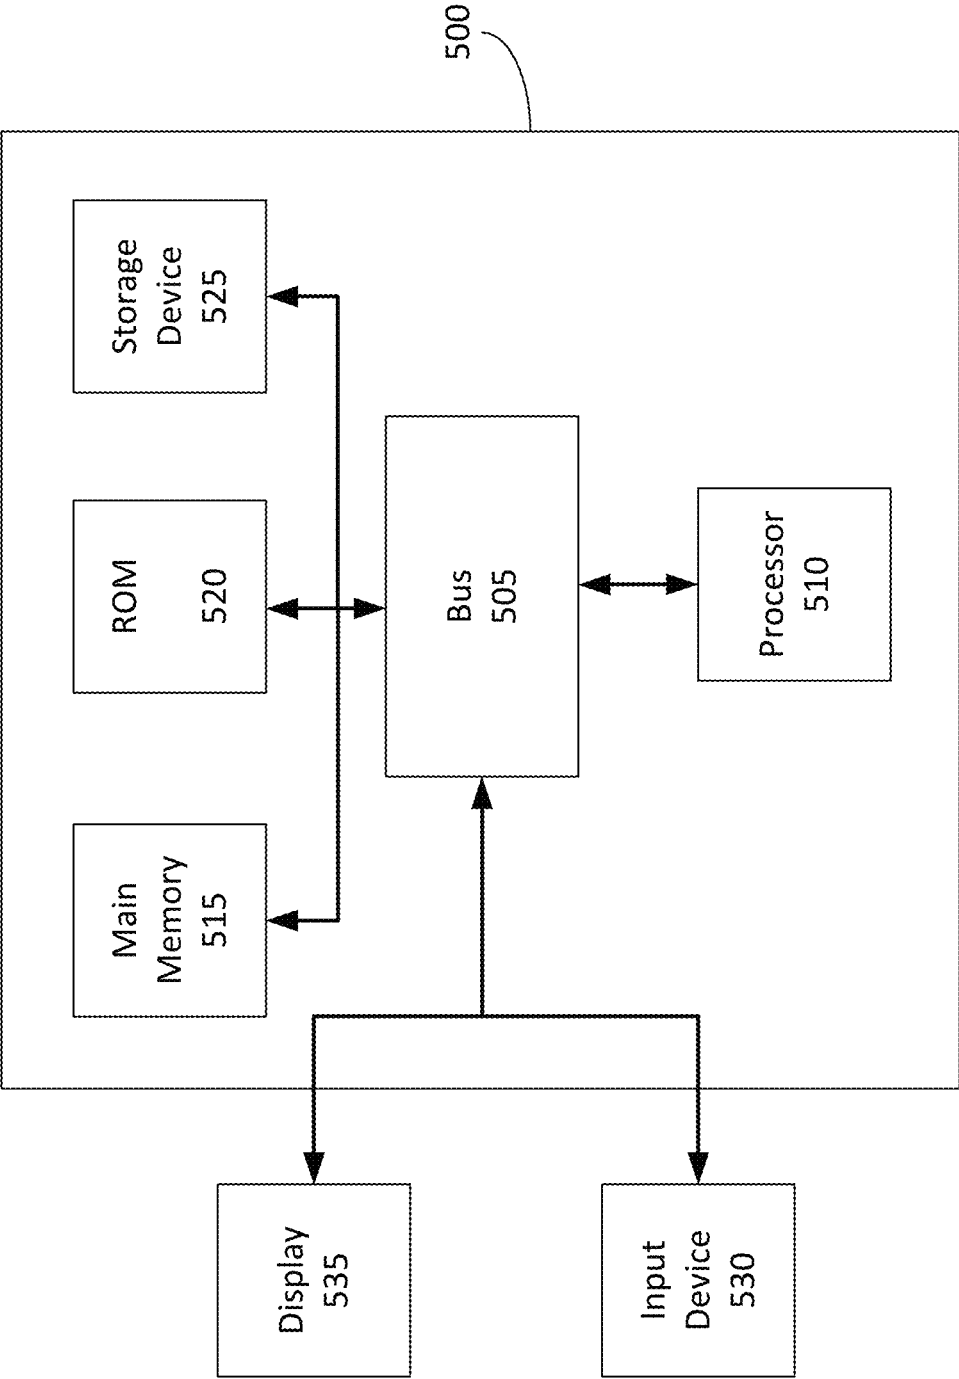 500
Storage
Device
525
ROM
520
Main
Memory
515
Bus
505
Processor
510
Display
535
Input
Device
530